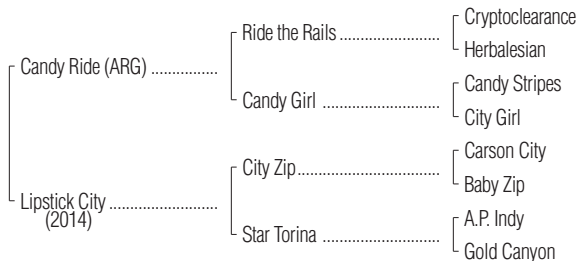 Cryptoclearance
Ride the Rails
Herbalesian
Candy Ride (ARG)
Candy Stripes
Candy Girl
City Girl
Carson City
City Zip
Baby Zip
Lipstick City
(2014)
A.P. Indy
Star Torina
Gold Canyon